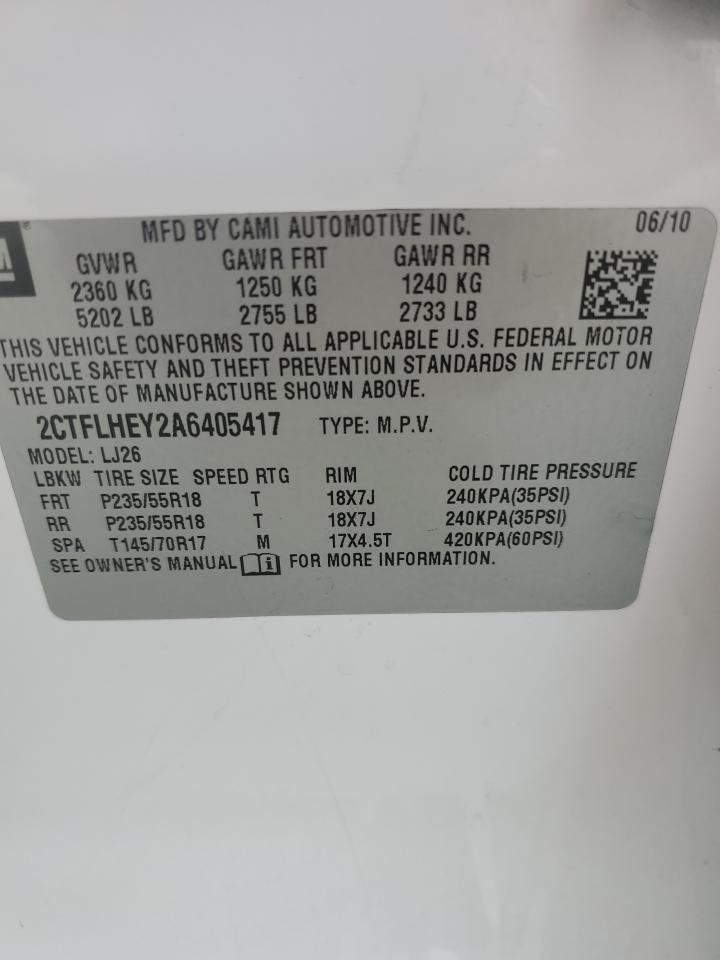 MFD BY CAMI AUTOMOTIVE INC. 06/10
GVWR GAWR FRT GAWR RR
2360 KG 1250 KG 1240 KG
5202 LB 2755 LB 2733 LB
THIS VEHICLE CONFORMS TO ALL APPLICABLE U.S. FEDERAL MOTOR
VEHICLE SAFETY AND THEFT PREVENTION STANDARDS IN EFFECT ON
THE DATE OF MANUFACTURE SHOWN ABOVE.
2CTFLHEY2A6405417 TYPE: M.P.V.
MODEL: LJ26
LBKW TIRE SIZE SPEED RTG RIM COLD TIRE PRESSURE
FRT P235/55R18 T 18X7J 240KPA(35PSI)
RR P235/55R18 T 18X7J 240KPA(35PSI)
SPA T145/70R17 M 17X4.5T 420KPA(60PSI)
SEE OWNER'S MANUAL FOR MORE INFORMATION.